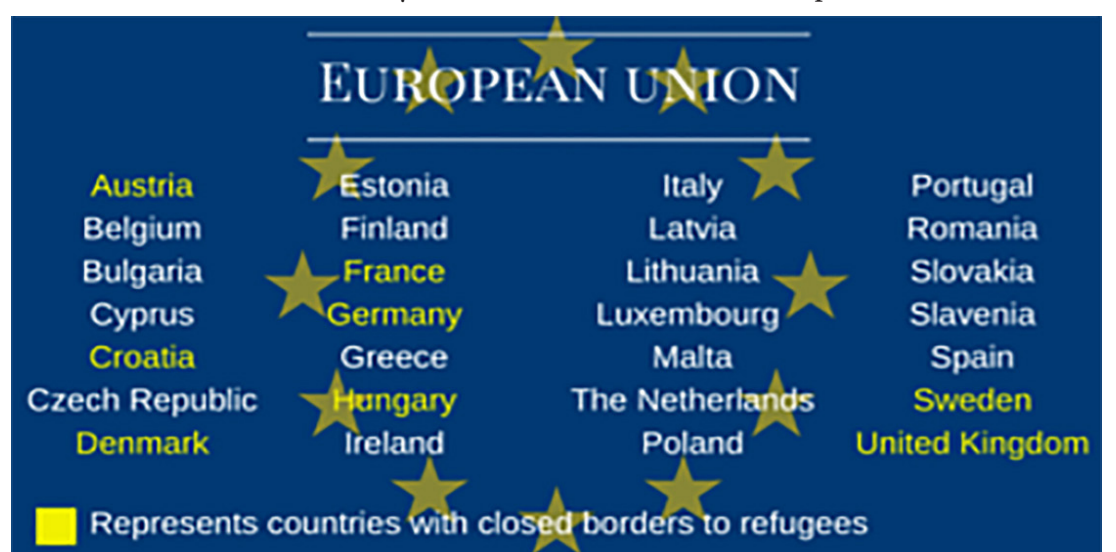 EUROPEAN UNION
Austria Estonia Italy Portugal
Belgium Finland Latvia Romania
Bulgaria France Lithuania Slovakia
Cyprus Germany Luxembourg Slavenia
Croatia Greece Malta Spain
Czech Republic Hungary The Netherlands Sweden
Denmark Ireland Poland United Kingdom
Represents countries with closed borders to refugees